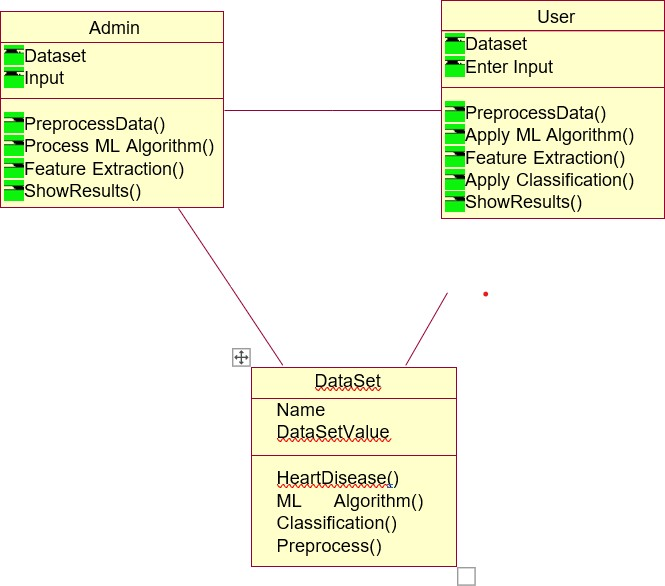 Admin
Dataset
Input
PreprocessData()
Process ML Algorithm()
Feature Extraction()
ShowResults()
User
Dataset
Enter Input
PreprocessData()
Apply ML Algorithm()
Feature Extraction()
Apply Classification()
ShowResults()
DataSet
Name
DataSetValue
HeartDisease()
ML Algorithm()
Classification()
Preprocess()